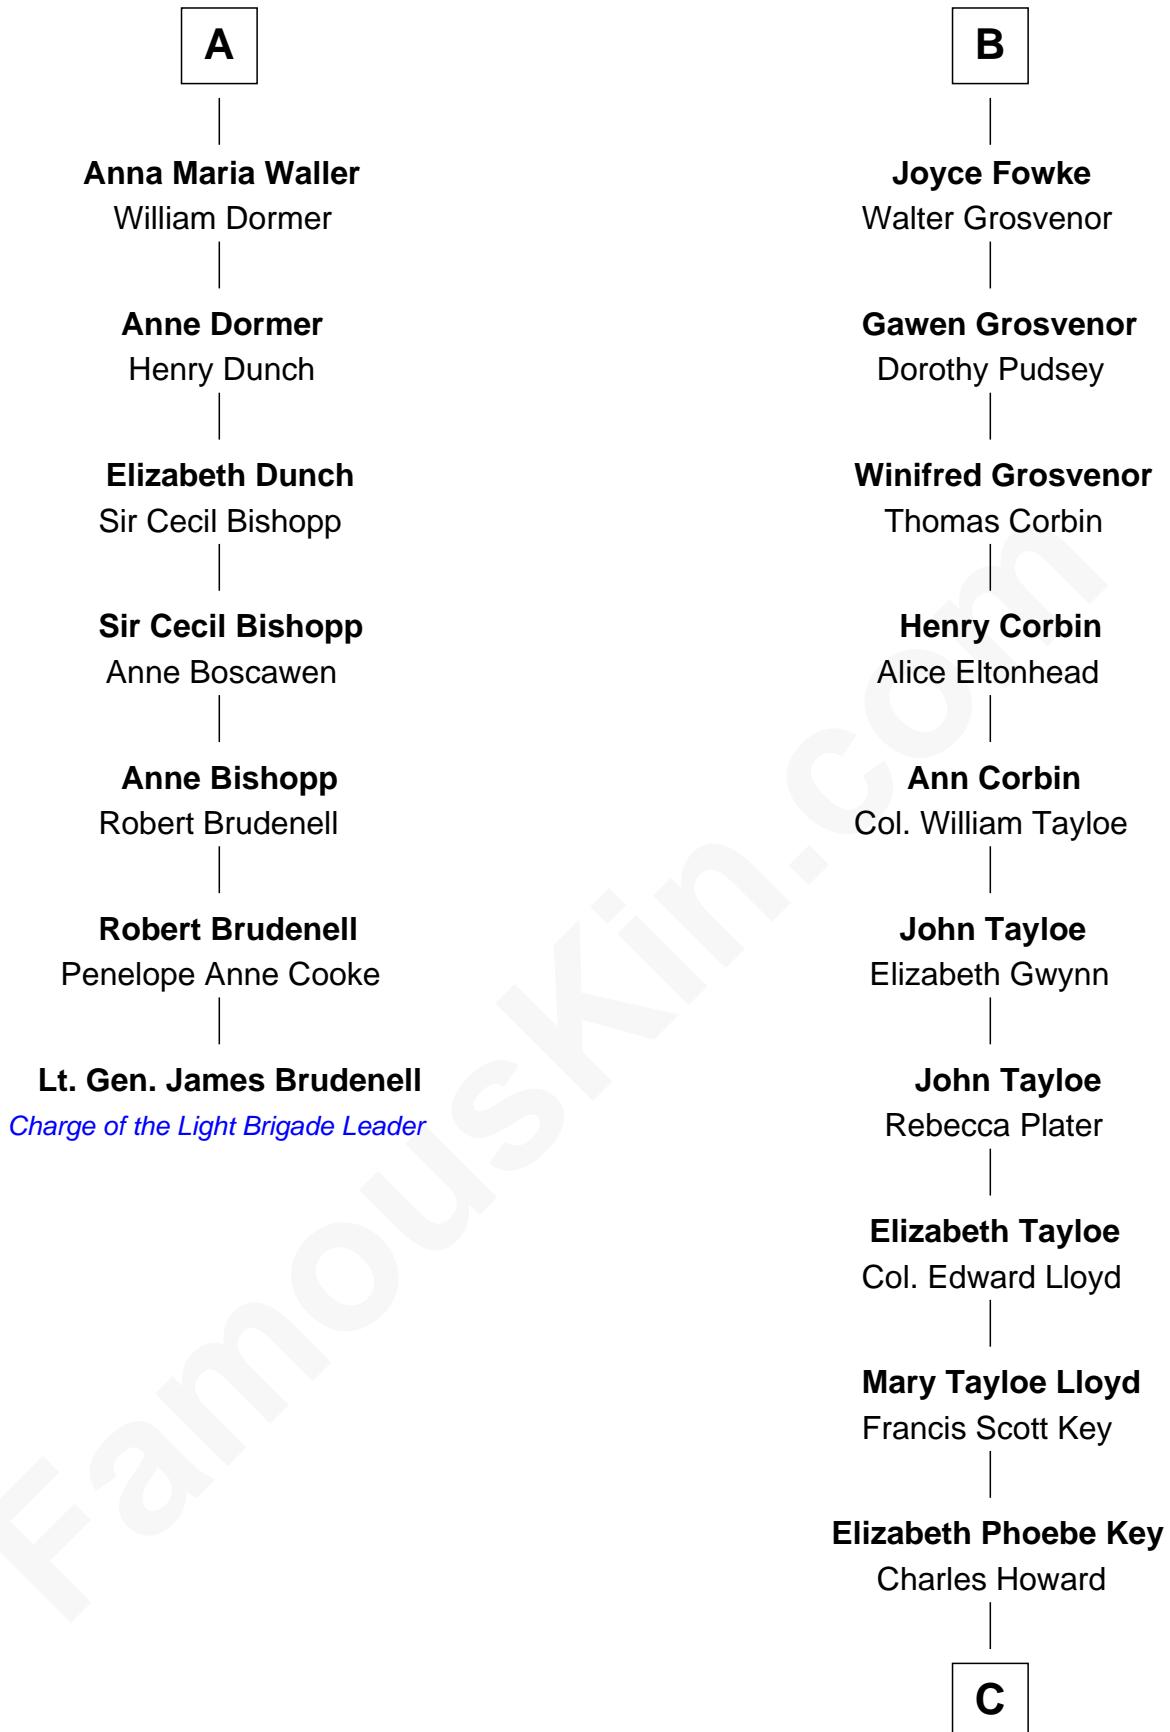 A
Anna Maria Waller
William Dormer
Anne Dormer
Henry Dunch
Elizabeth Dunch
Sir Cecil Bishopp
Sir Cecil Bishopp
Anne Boscawen
Anne Bishopp
Robert Brudenell
Robert Brudenell
Penelope Anne Cooke
Lt. Gen. James Brudenell
Charge of the Light Brigade Leader
B
Joyce Fowke
Walter Grosvenor
Gawen Grosvenor
Dorothy Pudsey
Winifred Grosvenor
Thomas Corbin
Henry Corbin
Alice Eltonhead
Ann Corbin
Col. William Tayloe
John Tayloe
Elizabeth Gwynn
John Tayloe
Rebecca Plater
Elizabeth Tayloe
Col. Edward Lloyd
Mary Tayloe Lloyd
Francis Scott Key
Elizabeth Phoebe Key
Charles Howard
C
FamousKin.com